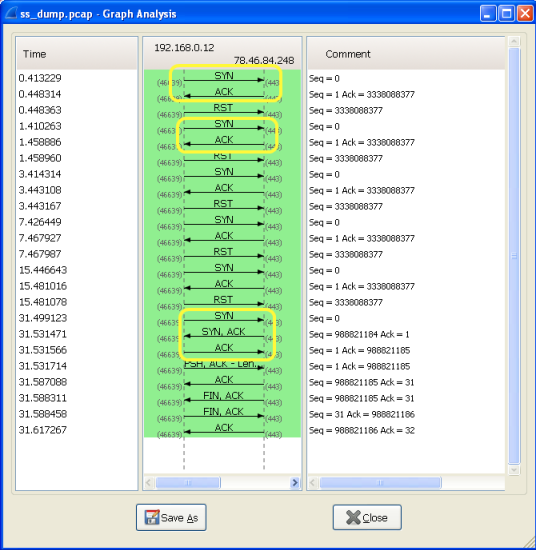 ss_dump.pcap - Graph Analysis
Time 192.168.0.12 78.46.84.248 Comment
0.413229 (46639) SYN (443) Seq = 0
0.448314 (46639) ACK (443) Seq = 1 Ack = 3338088377
0.448363 (46639) RST (443) Seq = 3338088377
1.410263 (46639) SYN (443) Seq = 0
1.458886 (46639) ACK (443) Seq = 1 Ack = 3338088377
1.458960 (46639) RST (443) Seq = 3338088377
3.414314 (46639) SYN (443) Seq = 0
3.443108 (46639) ACK (443) Seq = 1 Ack = 3338088377
3.443167 (46639) RST (443) Seq = 3338088377
7.426449 (46639) SYN (443) Seq = 0
7.467927 (46639) ACK (443) Seq = 1 Ack = 3338088377
7.467987 (46639) RST (443) Seq = 3338088377
15.446643 (46639) SYN (443) Seq = 0
15.481016 (46639) ACK (443) Seq = 1 Ack = 3338088377
15.481078 (46639) RST (443) Seq = 3338088377
31.499123 (46639) SYN (443) Seq = 0
31.531471 (46639) SYN, ACK (443) Seq = 988821184 Ack = 1
31.531566 (46639) ACK (443) Seq = 1 Ack = 988821185
31.531714 (46639) PSH, ACK - Len. (443) Seq = 1 Ack = 988821185
31.587088 (46639) ACK (443) Seq = 988821185 Ack = 31
31.588311 (46639) FIN, ACK (443) Seq = 988821185 Ack = 31
31.588458 (46639) FIN, ACK (443) Seq = 31 Ack = 988821186
31.617267 (46639) ACK (443) Seq = 988821186 Ack = 32
Save As Close